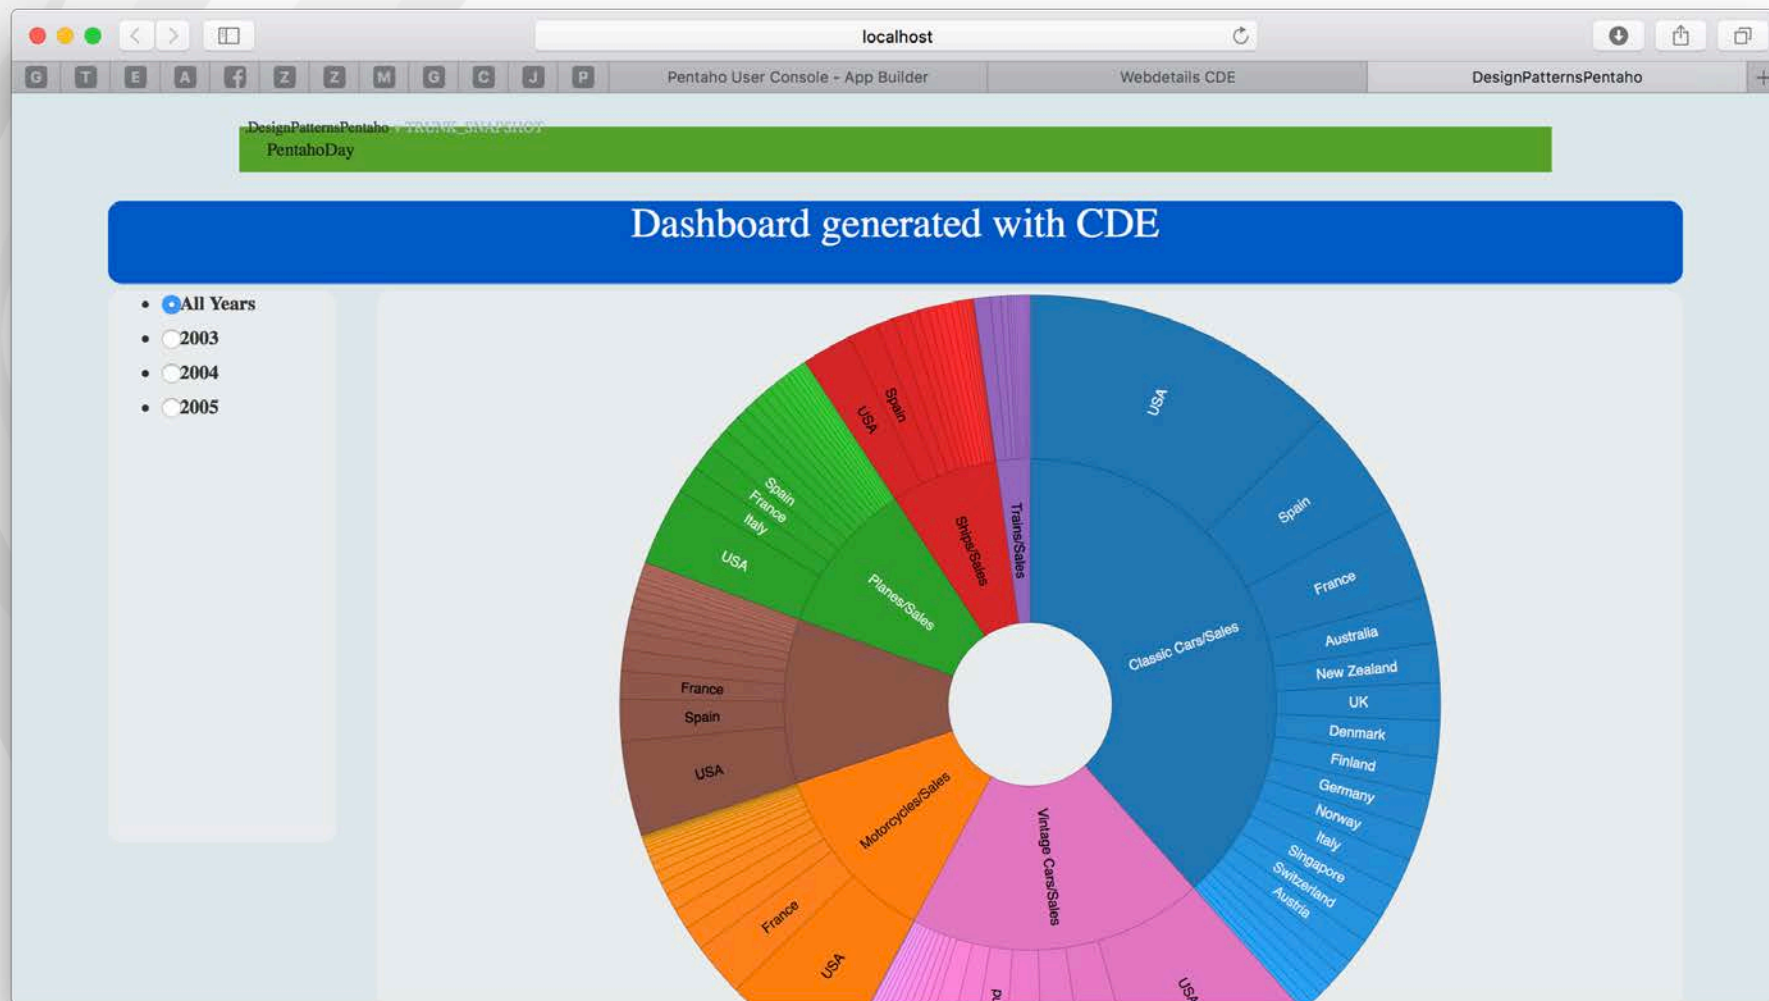 localhost
G T E A f Z Z M G C J P
Pentaho User Console - App Builder
Webdetails CDE
DesignPatternsPentaho
.DesignPatternsPentaho - TRUNK_SNAPSHOT
PentahoDay
Dashboard generated with CDE
All Years
2003
2004
2005
USA
Spain
France
Australia
New Zealand
UK
Denmark
Finland
Germany
Norway
Italy
Singapore
Switzerland
Austria
Classic Cars/Sales
Trains/Sales
Ships/Sales
Spain
USA
Planes/Sales
Spain
France
Italy
USA
France
Spain
USA
Motorcycles/Sales
France
USA
Vintage Cars/Sales
USA